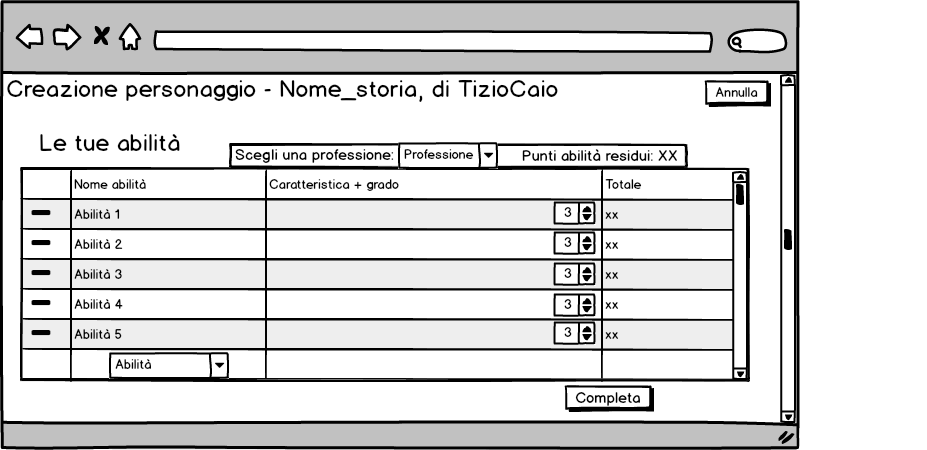 Creazione personaggio - Nome_storia, di TizioCaio
Annulla
Le tue abilità
Scegli una professione: Professione Punti abilità residui: XX
Nome abilità Caratteristica + grado Totale
Abilità 1 3 xx
Abilità 2 3 xx
Abilità 3 3 xx
Abilità 4 3 xx
Abilità 5 3 xx
Abilità
Completa